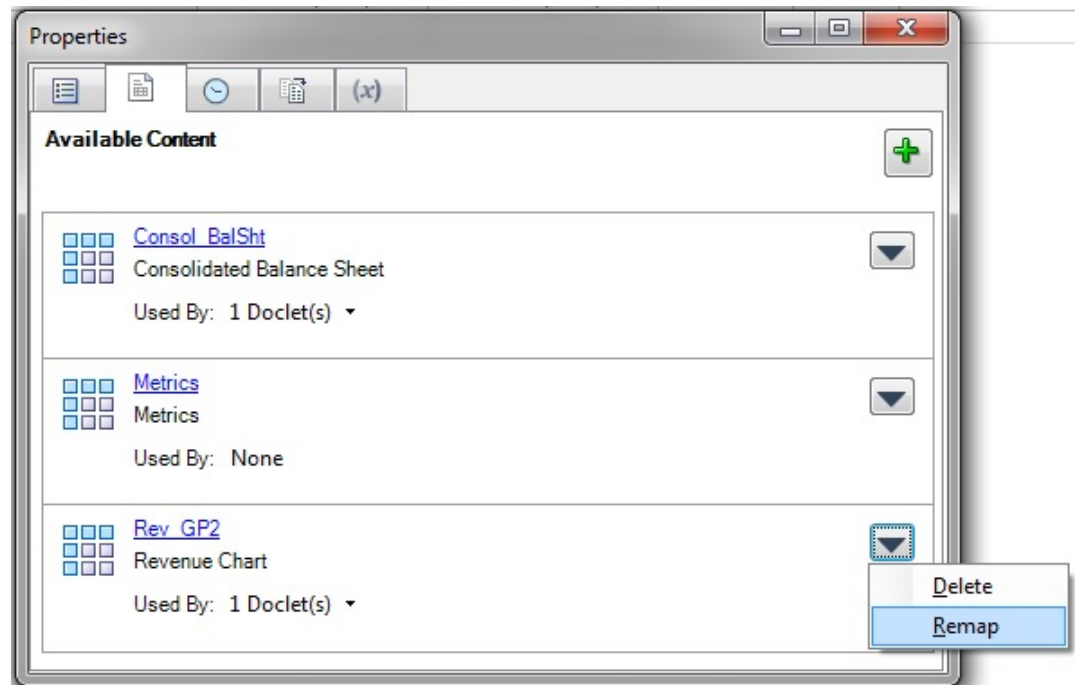 Properties
(x)
Available Content
Consol_BalSht
Consolidated Balance Sheet
Used By: 1 Doclet(s)
Metrics
Metrics
Used By: None
Rev_GP2
Revenue Chart
Used By: 1 Doclet(s)
Delete
Remap